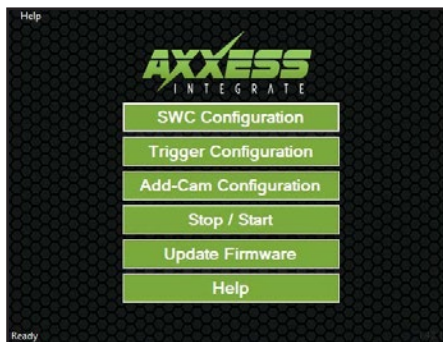 Help
AXXESS
INTEGRATE
SWC Configuration
Trigger Configuration
Add-Cam Configuration
Stop / Start
Update Firmware
Help
Ready